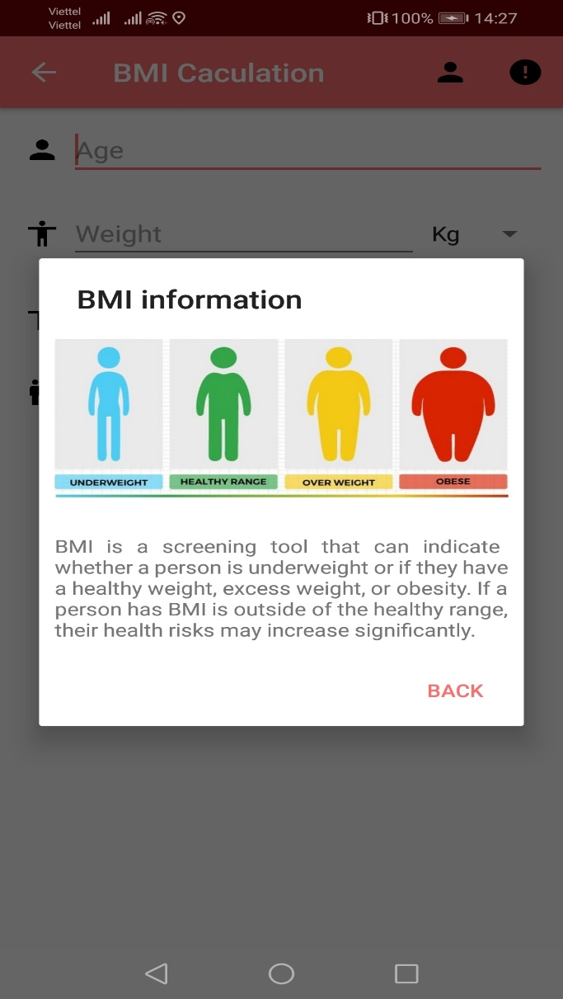 Viettel
Viettel
100%
14:27
BMI Caculation
Age
Weight
Kg
BMI information
UNDERWEIGHT
HEALTHY RANGE
OVER WEIGHT
OBESE
BMI is a screening tool that can indicate
whether a person is underweight or if they have
a healthy weight, excess weight, or obesity. If a
person has BMI is outside of the healthy range,
their health risks may increase significantly.
BACK